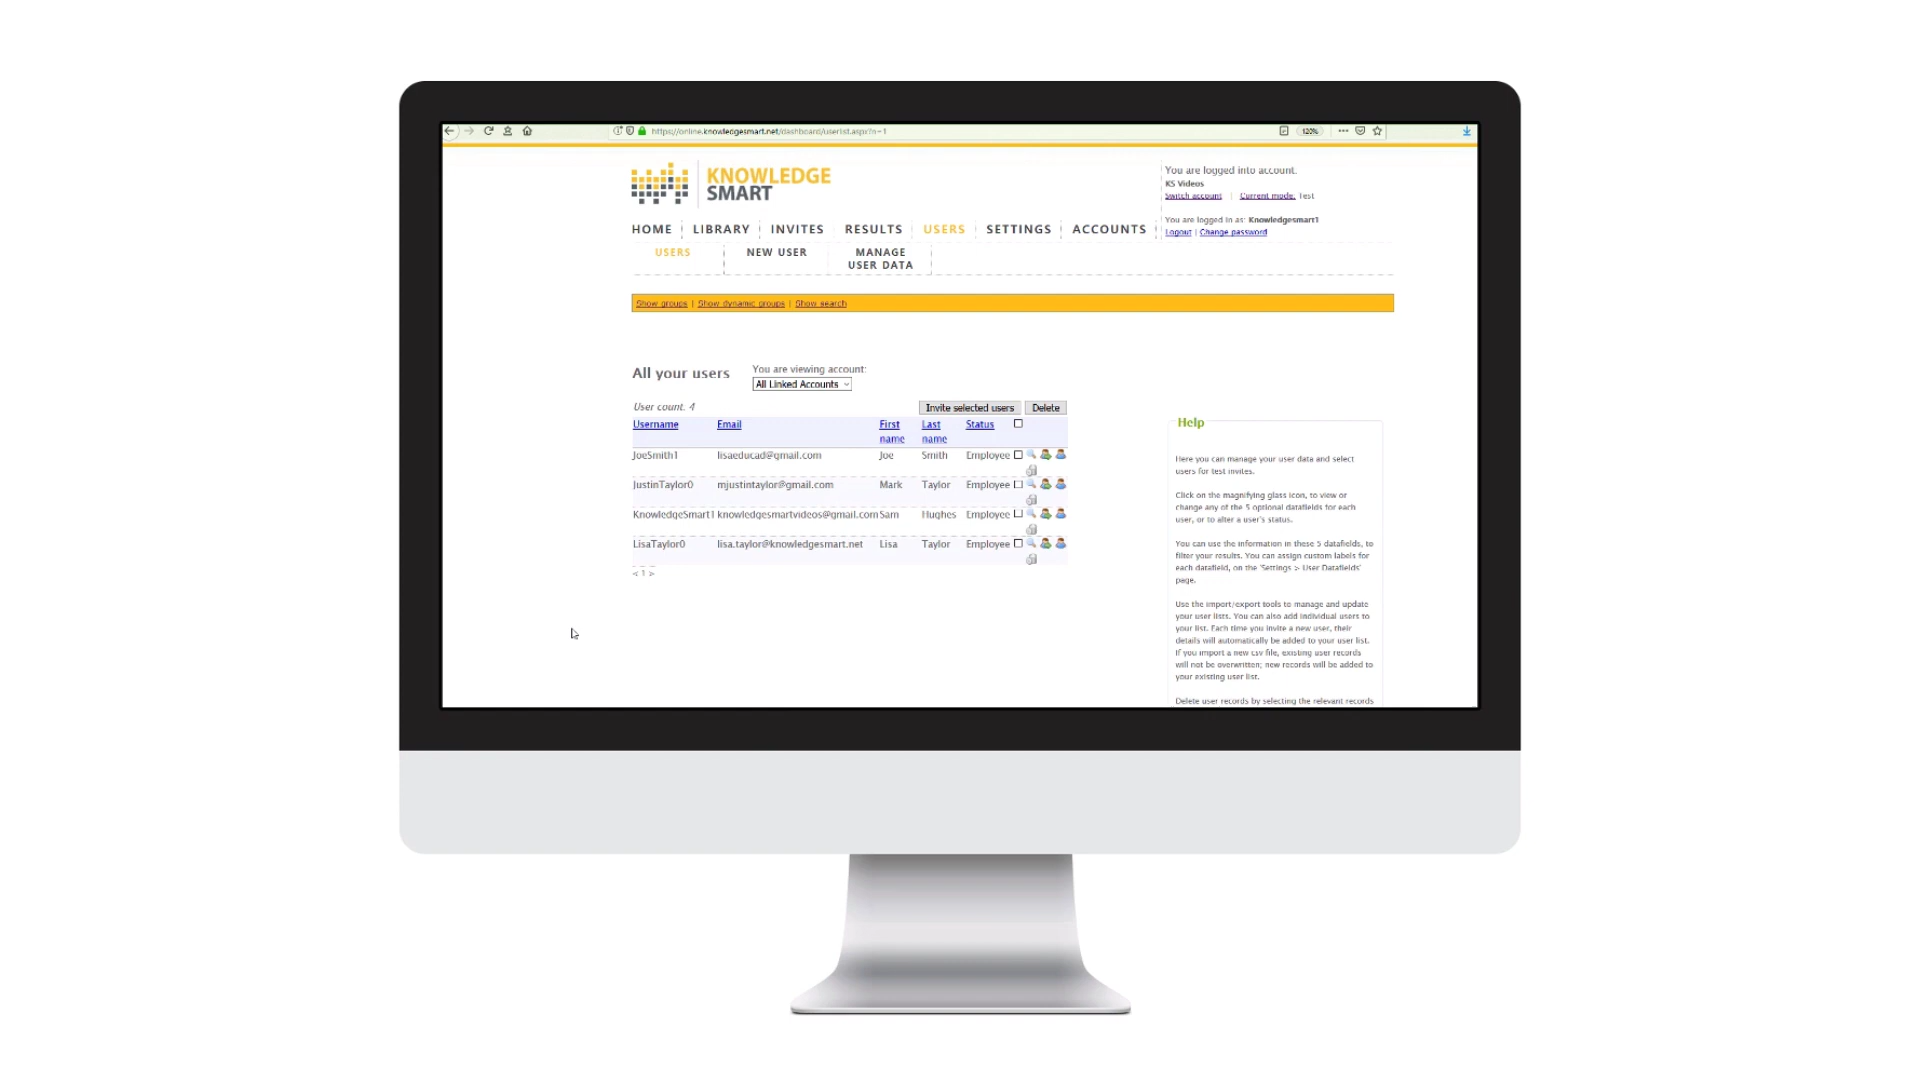 https://online.knowledgesmart.net/dashboard/userlist.aspx?n=1
120%
KNOWLEDGE
SMART
You are logged into account.
KS Videos
Switch account | Current mode. Test
You are logged in as: Knowledgesmart1
Logout | Change password
HOME LIBRARY INVITES RESULTS USERS SETTINGS ACCOUNTS
USERS NEW USER MANAGE
USER DATA
Show groups | Show dynamic groups | Show search
All your users
You are viewing account:
All Linked Accounts
User count. 4
Invite selected users Delete
Username Email First name Last name Status
JoeSmith1 lisaeducad@gmail.com Joe Smith Employee
JustinTaylor0 mjustintaylor@gmail.com Mark Taylor Employee
KnowledgeSmart1 knowledgesmartvideos@gmail.com Sam Hughes Employee
LisaTaylor0 lisa.taylor@knowledgesmart.net Lisa Taylor Employee
< 1 >
Help
Here you can manage your user data and select
users for test invites.
Click on the magnifying glass icon, to view or
change any of the 5 optional datafields for each
user, or to alter a user's status.
You can use the information in these 5 datafields, to
filter your results. You can assign custom labels for
each datafield, on the 'Settings > User Datafields'
page.
Use the import/export tools to manage and update
your user lists. You can also add individual users to
your list. Each time you invite a new user, their
details will automatically be added to your user list.
If you import a new csv file, existing user records
will not be overwritten; new records will be added to
your existing user list.
Delete user records by selecting the relevant records